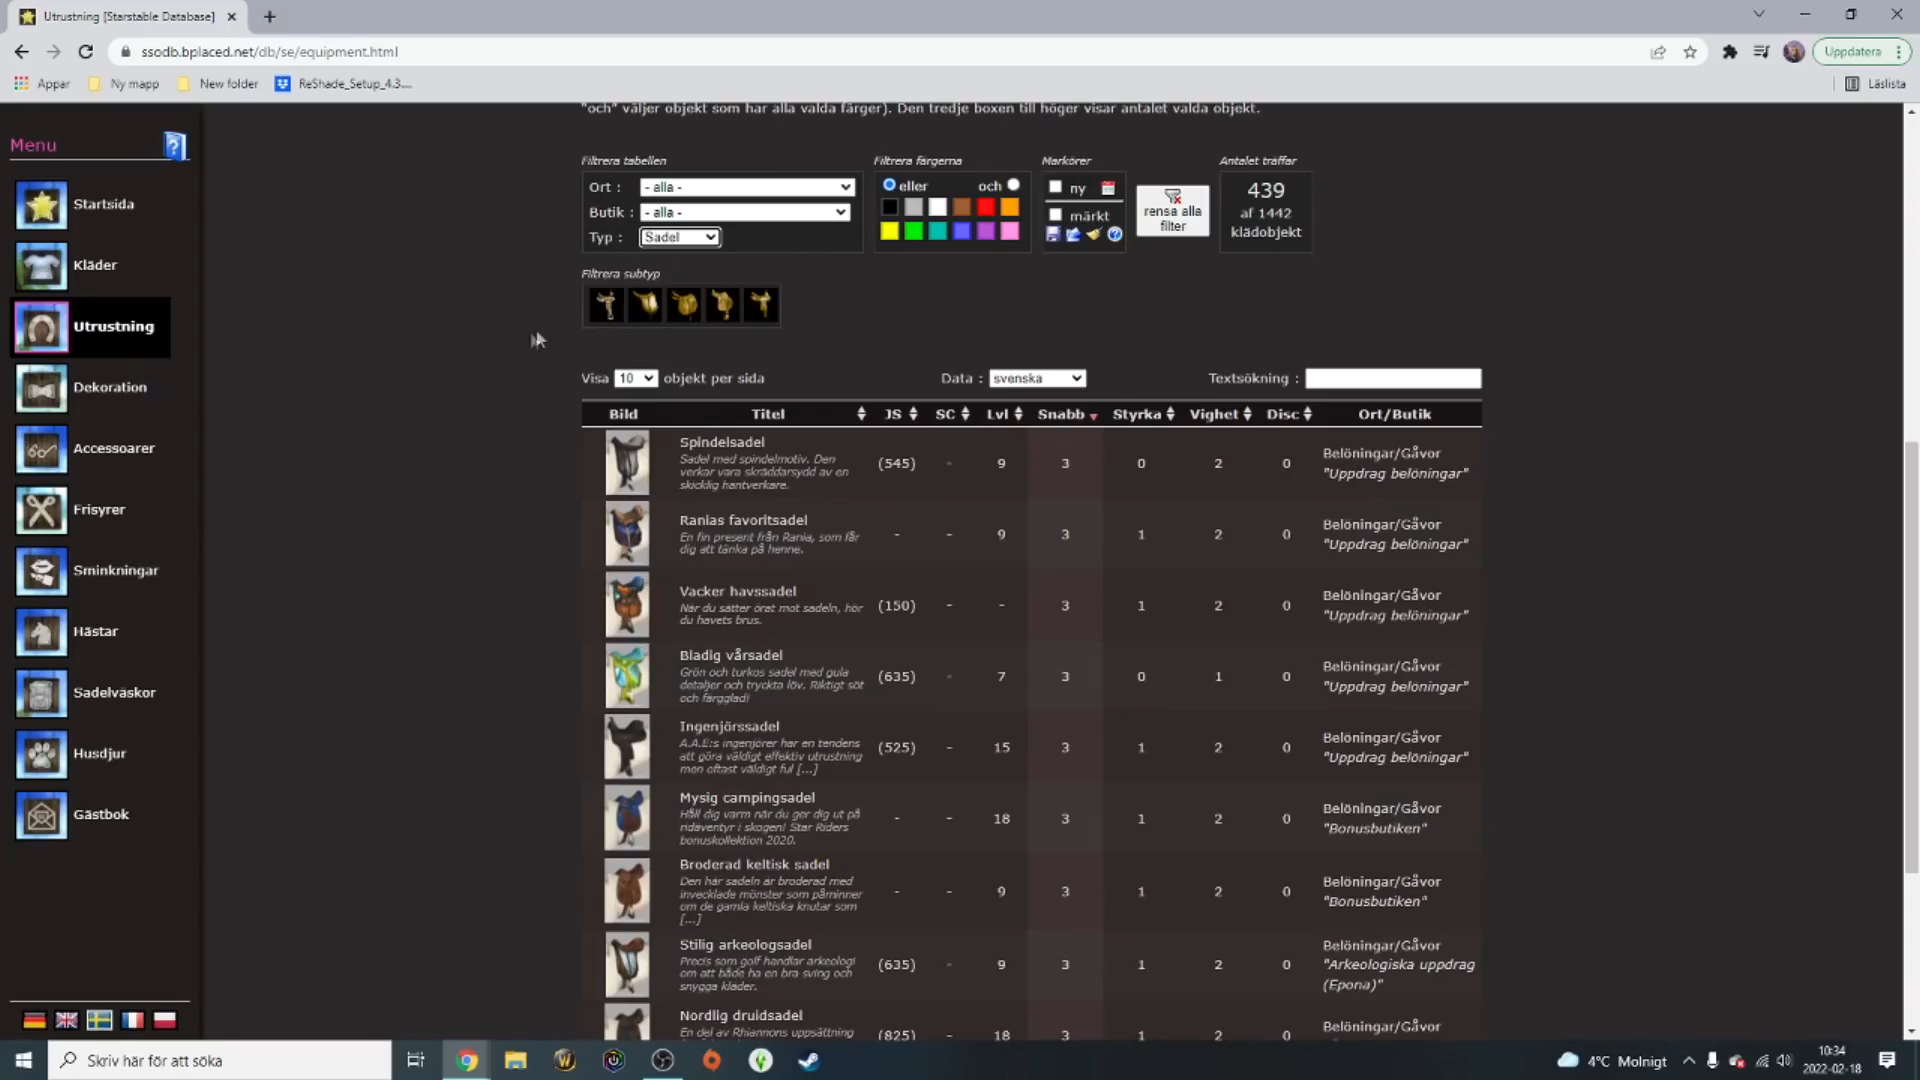 Utrustning [Starstable Database]
ssodb.bplaced.net/db/se/equipment.html
Uppdatera
Appar
Ny mapp
New folder
ReShade_Setup_4.3....
Läslista
"och" väljer objekt som har alla valda färger). Den tredje boxen till höger visar antalet valda objekt.
Menu
Startsida
Kläder
Utrustning
Dekoration
Accessoarer
Frisyrer
Sminkningar
Hästar
Sadelväskor
Husdjur
Gästbok
Filtrera tabellen
Filtrera färgerna
Markörer
Antalet träffar
Ort : - alla -
Butik : - alla -
Typ : Sadel
eller
och
ny
märkt
rensa alla
filter
439
af 1442
klädobjekt
Filtrera subtyp
Visa 10 objekt per sida
Data : svenska
Textsökning :
Bild Titel JS SC Lvl Snabb Styrka Vighet Disc Ort/Butik
Spindelsadel
Sadel med spindelmotiv. Den
verkar vara skräddarsydd av en
skicklig hantverkare.
(545) - 9 3 0 2 0
Belöningar/Gåvor
"Uppdrag belöningar"
Ranias favoritsadel
En fin present från Rania, som får
dig att tänka på henne.
- - 9 3 1 2 0
Belöningar/Gåvor
"Uppdrag belöningar"
Vacker havssadel
När du sätter örat mot sadeln, hör
du havets brus.
(150) - - 3 1 2 0
Belöningar/Gåvor
"Uppdrag belöningar"
Bladig vårsadel
Grön och turkos sadel med gula
detaljer och tryckta löv. Riktigt söt
och färgglad!
(635) - 7 3 0 1 0
Belöningar/Gåvor
"Uppdrag belöningar"
Ingenjörssadel
A.A.E:s ingenjörer har en tendens
att göra väldigt effektiv utrustning
men oftast väldigt ful [...]
(525) - 15 3 1 2 0
Belöningar/Gåvor
"Uppdrag belöningar"
Mysig campingsadel
Håll dig varm när du ger dig ut på
ridäventyr i skogen! Star Riders
bonuskollektion 2020.
- - 18 3 1 2 0
Belöningar/Gåvor
"Bonusbutiken"
Broderad keltisk sadel
Den här sadeln är broderad med
invecklade mönster som påminner
om de gamla keltiska knutar som
[...]
- - 9 3 1 2 0
Belöningar/Gåvor
"Bonusbutiken"
Stilig arkeologsadel
Precis som golf handlar arkeologi
om att både ha en bra sving och
snygga kläder.
(635) - 9 3 1 2 0
Belöningar/Gåvor
"Arkeologiska uppdrag
(Epona)"
Nordlig druidsadel
En del av Rhiannons uppsättning
(825) - 18 3 1 2 0
Belöningar/Gåvor
Skriv här för att söka
4°C Molnigt
10:34
2022-02-18